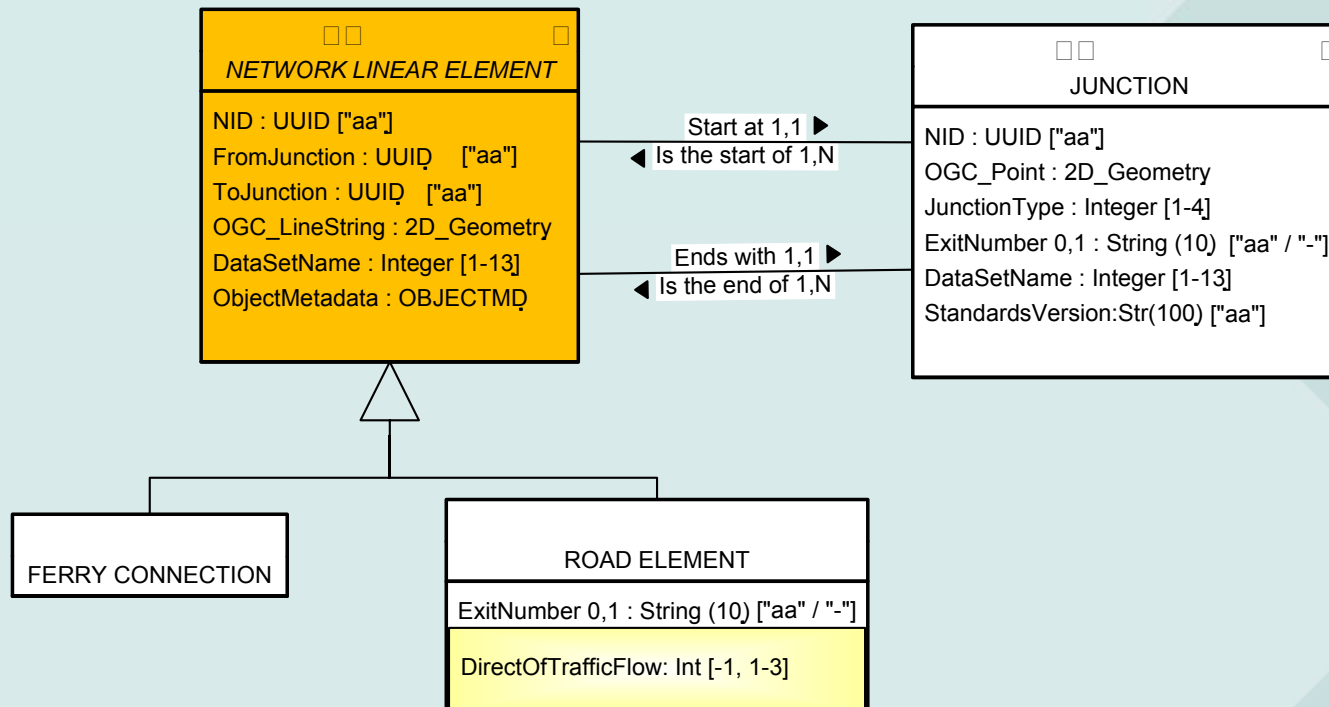 NETWORK LINEAR ELEMENT
NID : UUID ["aa"]
FromJunction : UUID ["aa"]
ToJunction : UUID ["aa"]
OGC_LineString : 2D_Geometry
DataSetName : Integer [1-13]
ObjectMetadata : OBJECTMD
Start at 1,1 ▶
◀ Is the start of 1,N
Ends with 1,1 ▶
◀ Is the end of 1,N
JUNCTION
NID : UUID ["aa"]
OGC_Point : 2D_Geometry
JunctionType : Integer [1-4]
ExitNumber 0,1 : String (10) ["aa" / "-"]
DataSetName : Integer [1-13]
StandardsVersion:Str(100) ["aa"]
FERRY CONNECTION
ROAD ELEMENT
ExitNumber 0,1 : String (10) ["aa" / "-"]
DirectOfTrafficFlow: Int [-1, 1-3]